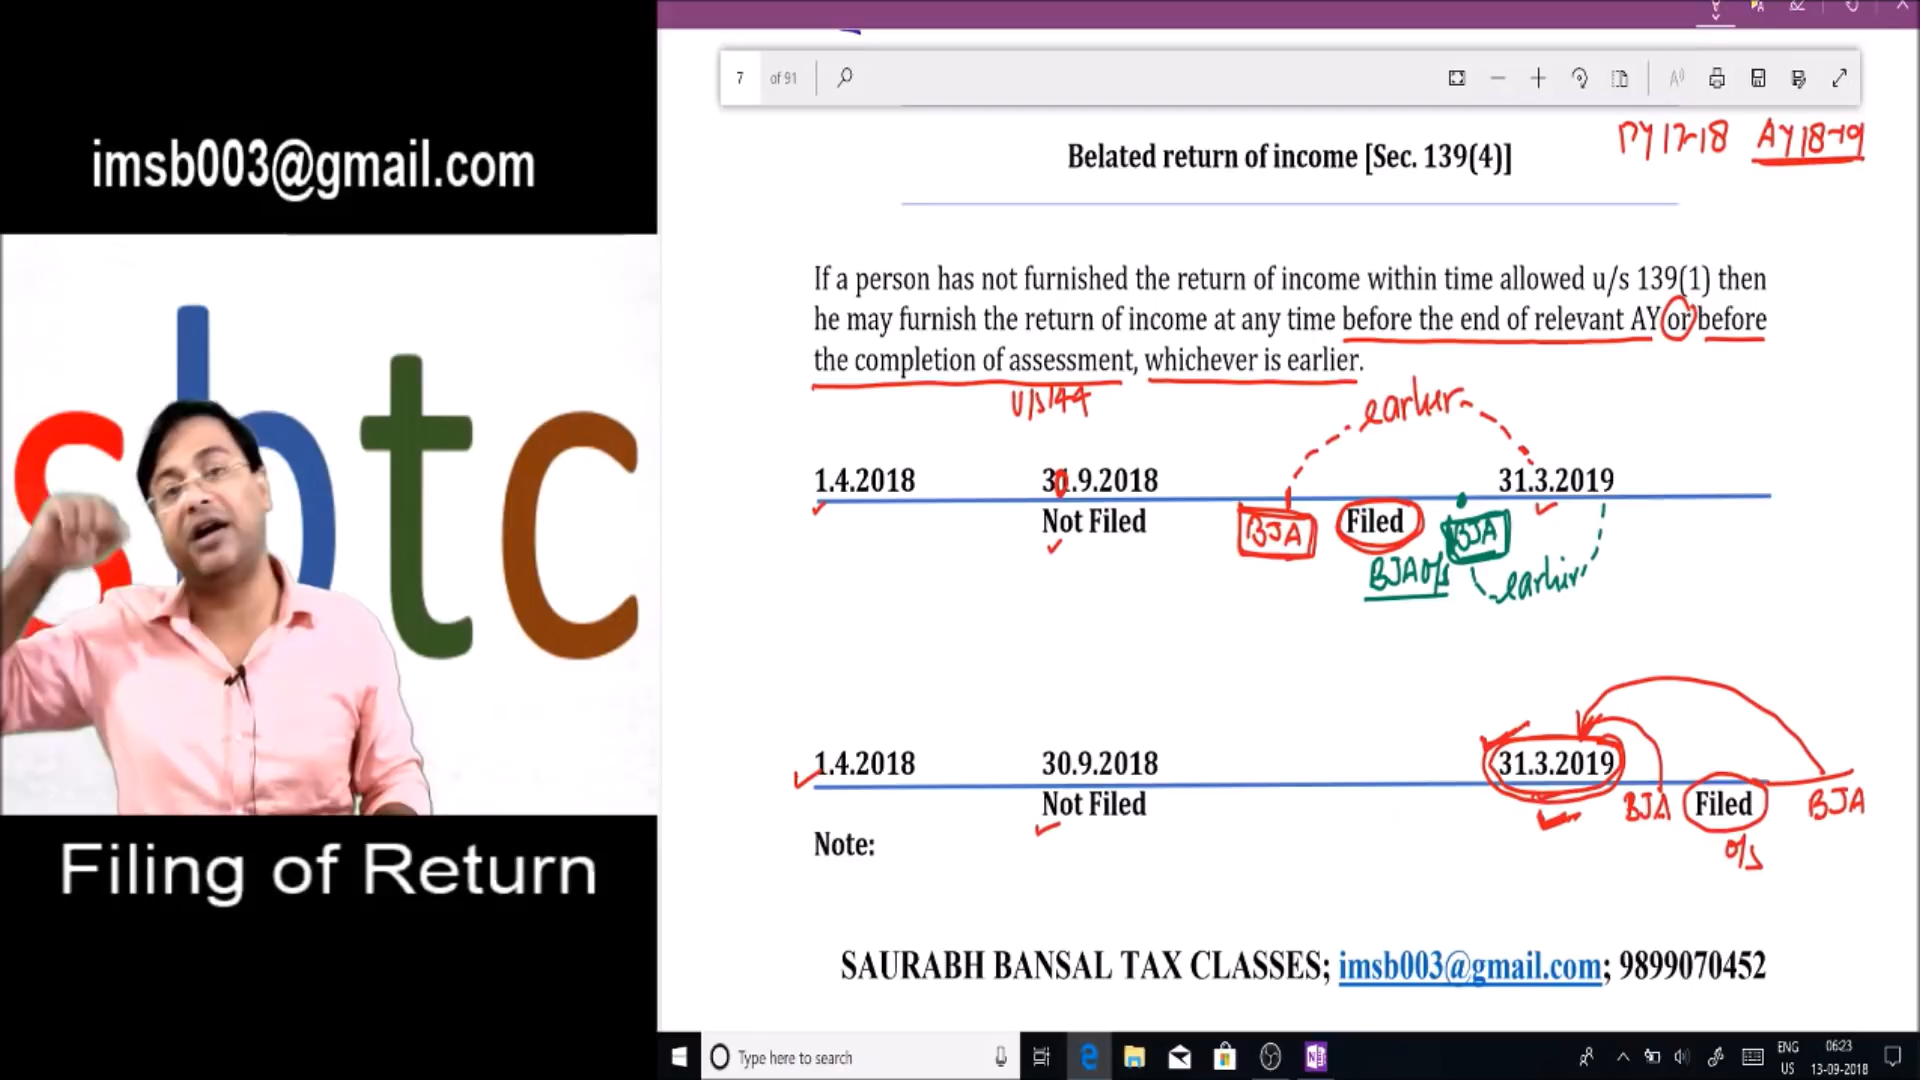 imsb003@gmail.com
sbtc
Filing of Return
7 of 91
PY 17-18 AY 18-19
Belated return of income [Sec. 139(4)]
If a person has not furnished the return of income within time allowed u/s 139(1) then
he may furnish the return of income at any time before the end of relevant AY or before
the completion of assessment, whichever is earlier.
U/s 144
earlier
1.4.2018 30.9.2018 31.3.2019
Not Filed BJA Filed BJA
BJA o/s earlier
1.4.2018 30.9.2018 31.3.2019
Not Filed BJA Filed BJA
Note: o/s
SAURABH BANSAL TAX CLASSES; imsb003@gmail.com; 9899070452
Type here to search
ENG 06:23
US 13-09-2018